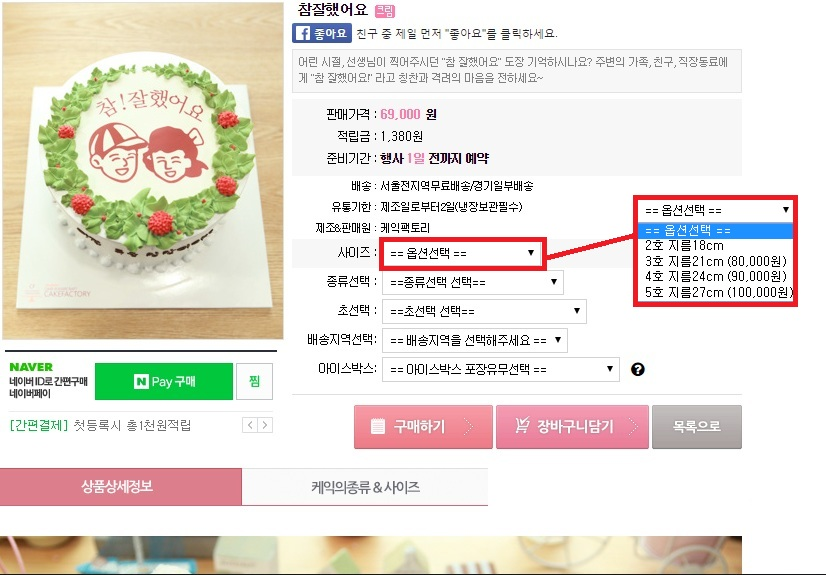 참잘했어요 크림
좋아요 친구 중 제일 먼저 "좋아요"를 클릭하세요.
어린 시절, 선생님이 찍어주시던 "참 잘했어요" 도장 기억하시나요? 주변의 가족, 친구, 직장동료에
게 "참 잘했어요!" 라고 칭찬과 격려의 마음을 전하세요~
참!잘했어요
CAKEFACTORY
판매가격 : 69,000 원
적립금 : 1,380원
준비기간 : 행사 1일 전까지 예약
배송 : 서울전지역무료배송/경기일부배송
유통기한 : 제조일로부터2일(냉장보관필수)
제조&판매원 : 케익팩토리
사이즈 : == 옵션선택 ==
종류선택 : ==종류선택 선택==
초선택 : ==초선택 선택==
배송지역선택: == 배송지역을 선택해주세요 ==
아이스박스: == 아이스박스 포장유무선택 == ?
== 옵션선택 ==
== 옵션선택 ==
2호 지름18cm
3호 지름21cm (80,000원)
4호 지름24cm (90,000원)
5호 지름27cm (100,000원)
NAVER
네이버 ID로 간편구매
네이버페이
N Pay 구매
찜
[간편결제] 첫등록시 총1천원적립
구매하기
장바구니담기
목록으로
상품상세정보
케익의종류 & 사이즈